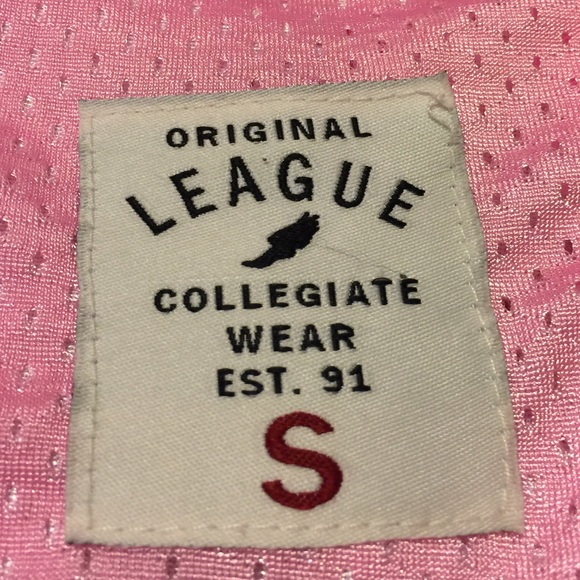 ORIGINAL
LEAGUE
COLLEGIATE
WEAR
EST. 91
S